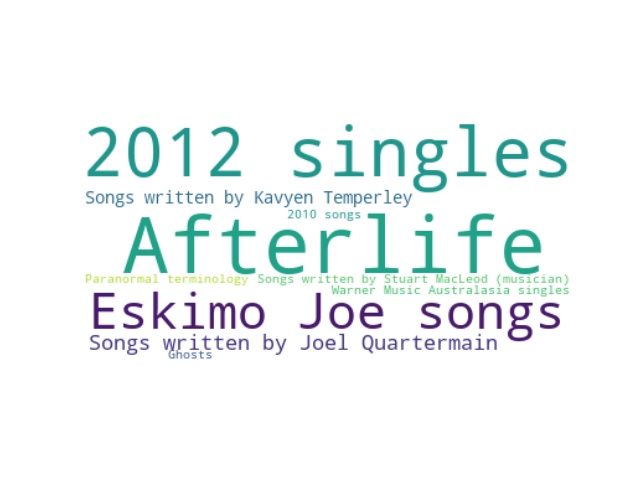 2012 singles
Songs written by Kavyen Temperley
2010 songs
Afterlife
Paranormal terminology
Songs written by Stuart MacLeod (musician)
Warner Music Australasia singles
Eskimo Joe songs
Songs written by Joel Quartermain
Ghosts